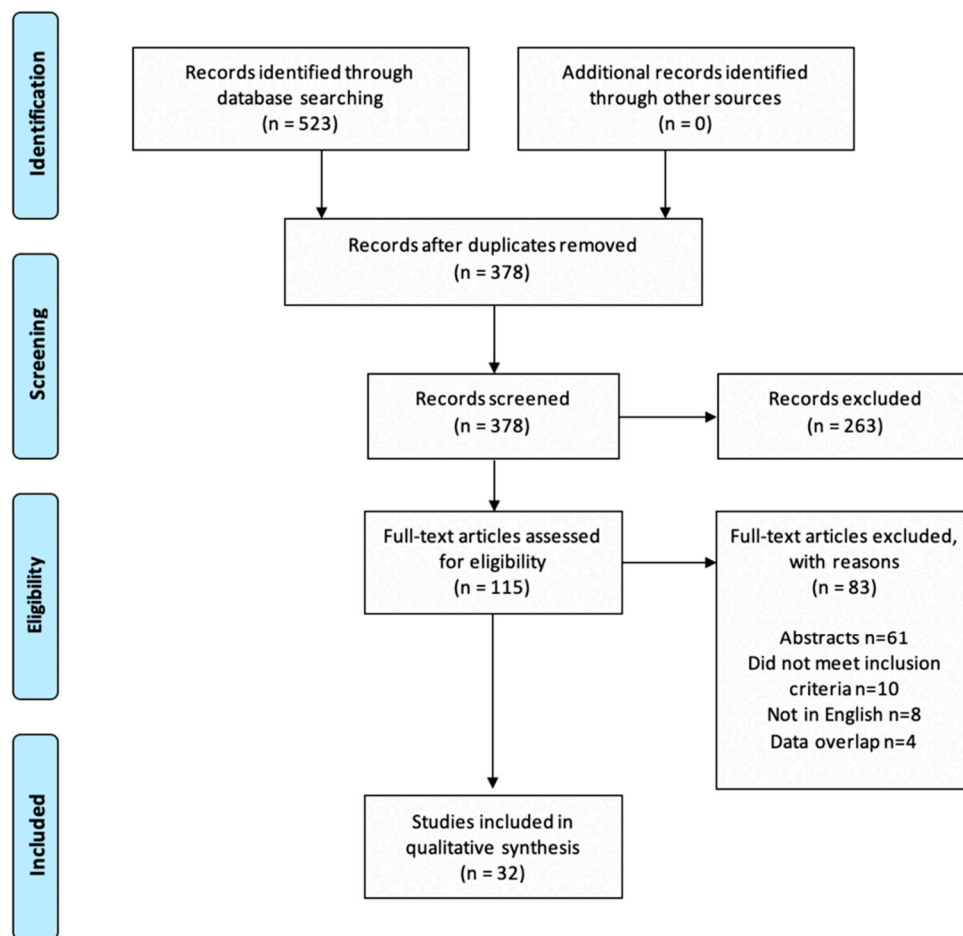 Identification
Records identified through
database searching
(n = 523)
Additional records identified
through other sources
(n = 0)
Records after duplicates removed
(n = 378)
Screening
Records screened
(n = 378)
Records excluded
(n = 263)
Eligibility
Full-text articles assessed
for eligibility
(n = 115)
Full-text articles excluded,
with reasons
(n = 83)
Abstracts n=61
Did not meet inclusion
criteria n=10
Not in English n=8
Data overlap n=4
Included
Studies included in
qualitative synthesis
(n = 32)